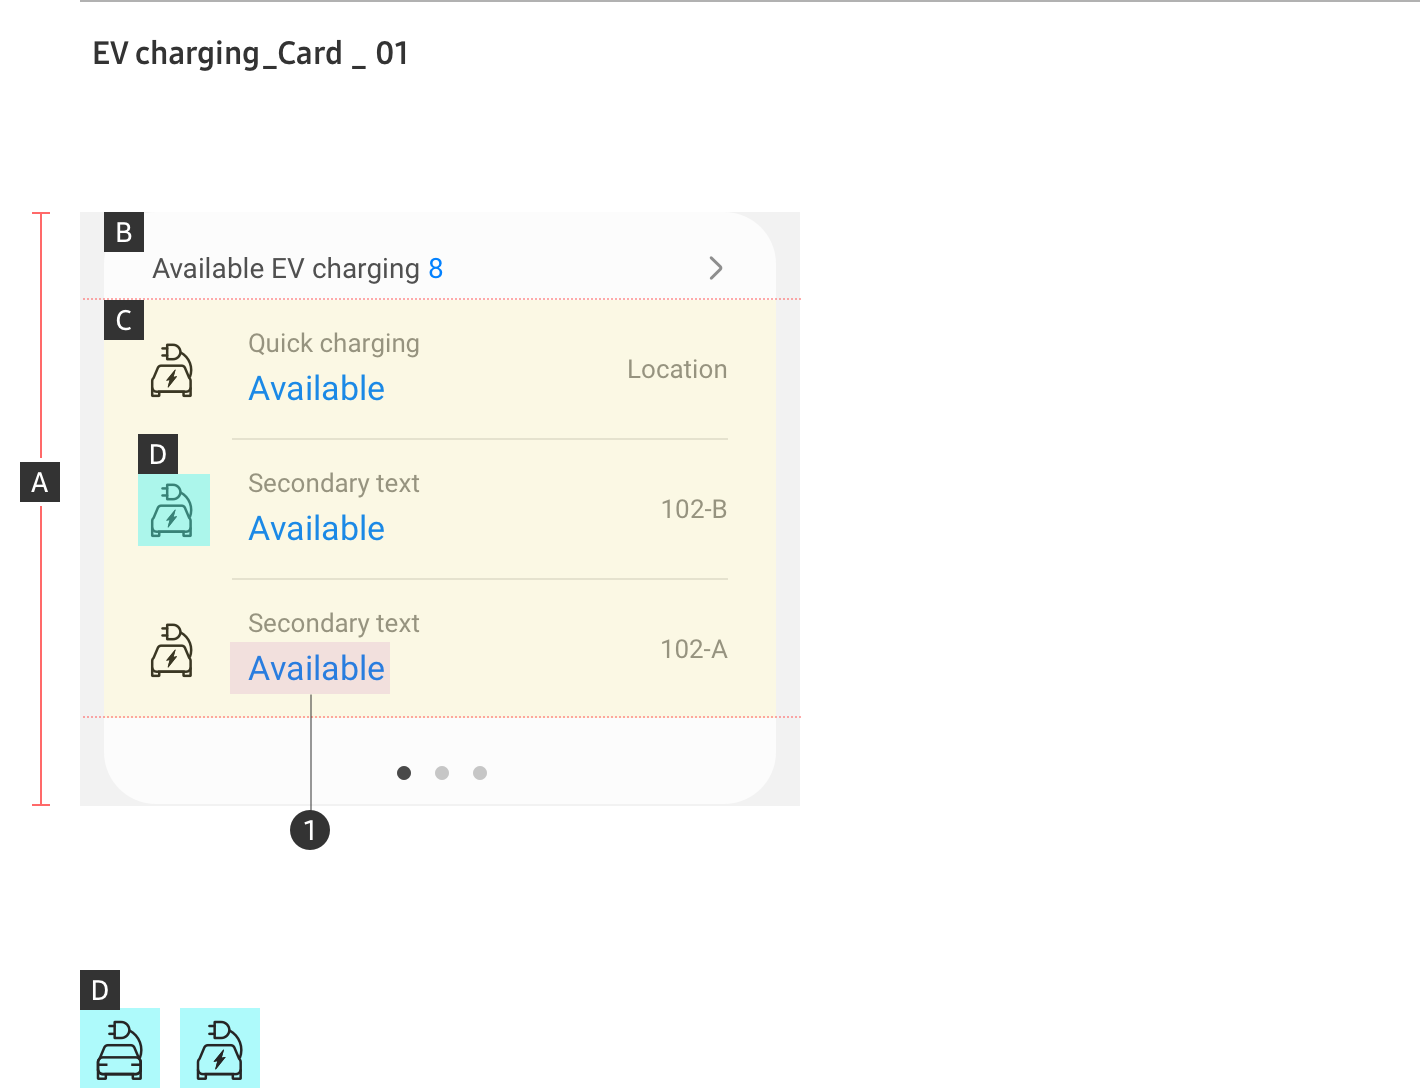 EV charging_Card _ 01
B
Available EV charging 8
C
Quick charging
Available
Location
D
A
Secondary text
Available
102-B
Secondary text
Available
102-A
1
D